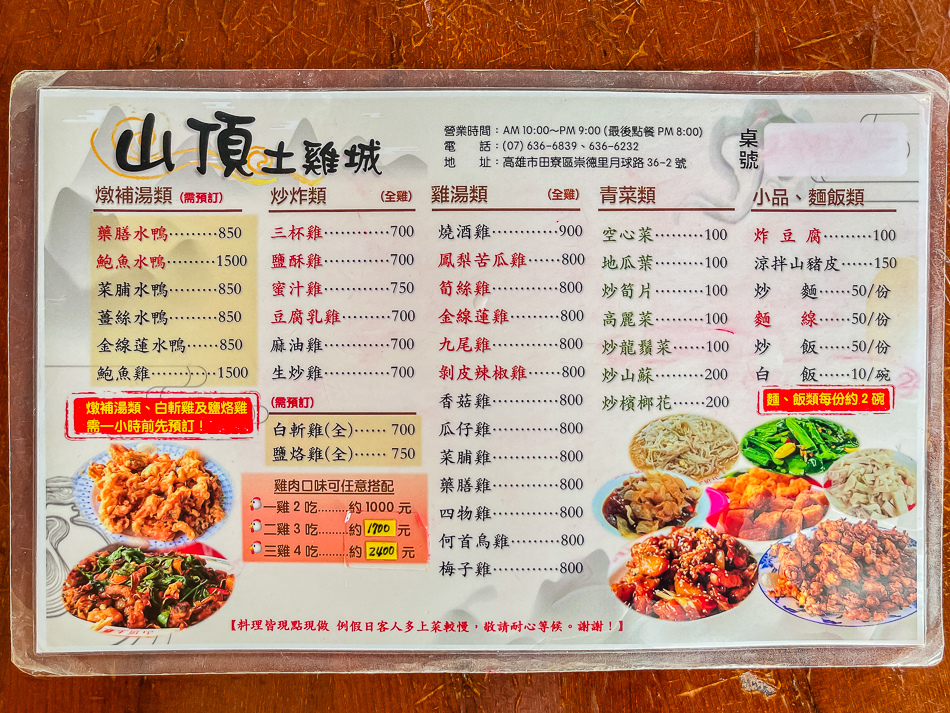 山頂土雞城
營業時間：AM 10:00～PM 9:00 (最後點餐 PM 8:00)
電　　話：(07) 636-6839、636-6232
地　　址：高雄市田寮區崇德里月球路 36-2 號
桌號
燉補湯類 (需預訂)
藥膳水鴨………850
鮑魚水鴨………1500
菜脯水鴨………850
薑絲水鴨………850
金線蓮水鴨……850
鮑魚雞…………1500
燉補湯類、白斬雞及鹽烙雞
需一小時前先預訂！
炒炸類 (全雞)
三杯雞…………700
鹽酥雞…………700
蜜汁雞…………750
豆腐乳雞………700
麻油雞…………700
生炒雞…………700
(需預訂)
白斬雞(全)…… 700
鹽烙雞(全)…… 750
雞肉口味可任意搭配
一雞 2 吃………約 1000 元
二雞 3 吃………約 1700 元
三雞 4 吃………約 2400 元
雞湯類 (全雞)
燒酒雞…………900
鳳梨苦瓜雞……800
筍絲雞…………800
金線蓮雞………800
九尾雞…………800
剝皮辣椒雞……800
香菇雞…………800
瓜仔雞…………800
菜脯雞…………800
藥膳雞…………800
四物雞…………800
何首烏雞………800
梅子雞…………800
青菜類
空心菜…………100
地瓜葉…………100
炒筍片…………100
高麗菜…………100
炒龍鬚菜………100
炒山蘇…………200
炒檳榔花………200
小品、麵飯類
炸豆腐…………100
涼拌山豬皮……150
炒　麵……50/份
麵　線……50/份
炒　飯……50/份
白　飯……10/碗
麵、飯類每份約 2 碗
【料理皆現點現做 例假日客人多上菜較慢，敬請耐心等候。謝謝！】